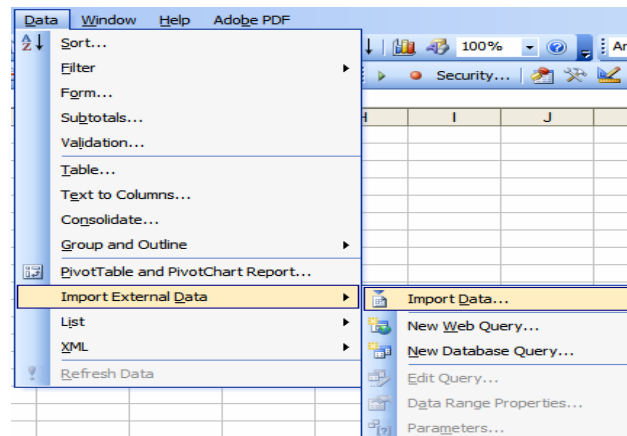 Data Window Help Adobe PDF
100%
Security...
I J
Sort...
Filter
Form...
Subtotals...
Validation...
Table...
Text to Columns...
Consolidate...
Group and Outline
PivotTable and PivotChart Report...
Import External Data
List
XML
Refresh Data
Import Data...
New Web Query...
New Database Query...
Edit Query...
Data Range Properties...
Parameters...